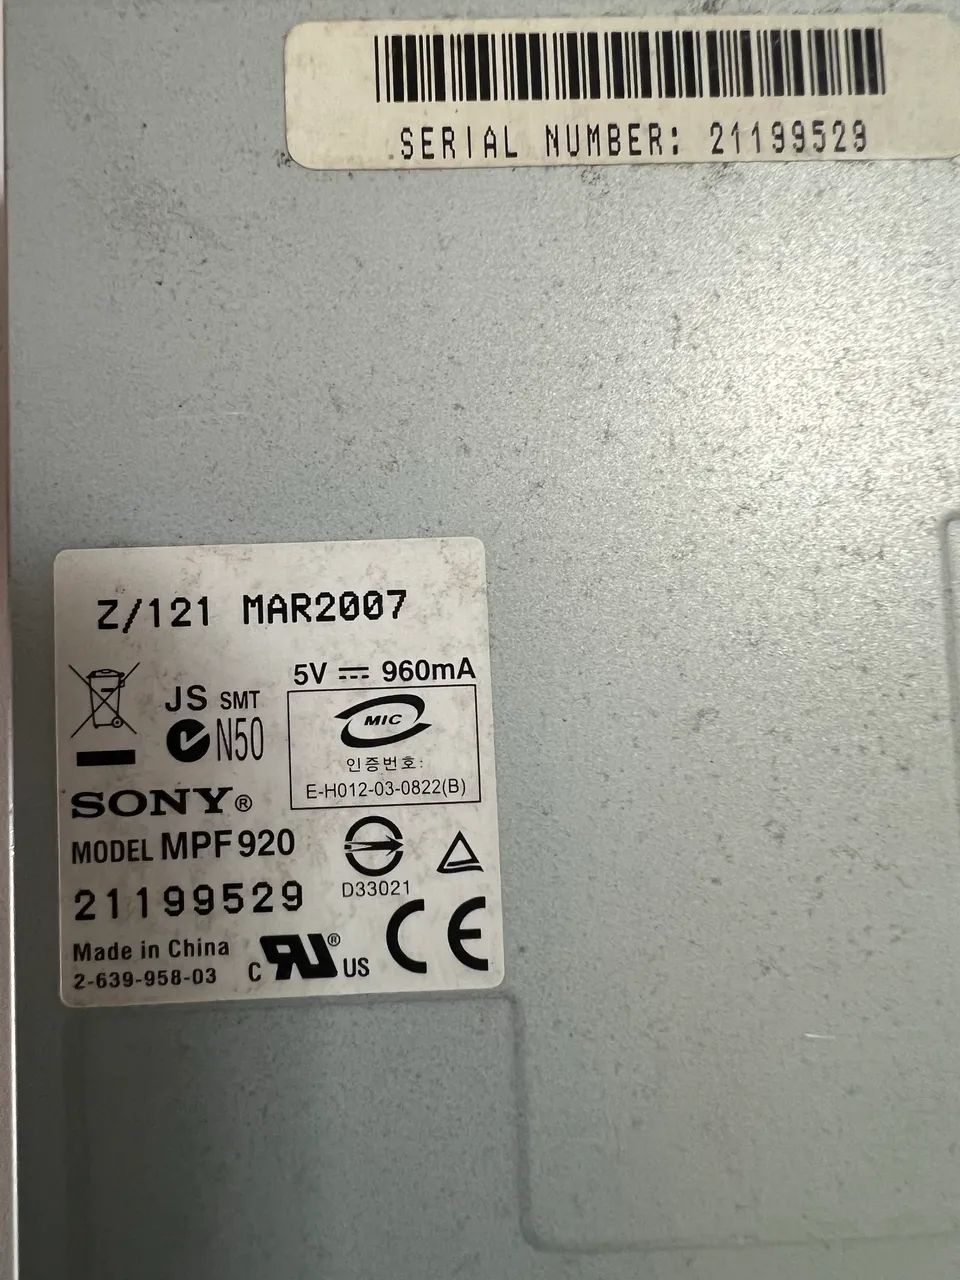 SERIAL NUMBER: 21199529
Z/121 MAR2007
5V ⎓ 960mA
JS SMT
N50
MIC
인증번호:
E-H012-03-0822(B)
SONY®
MODEL MPF920
D33021
21199529
Made in China
2-639-958-03
C RU® US
CE